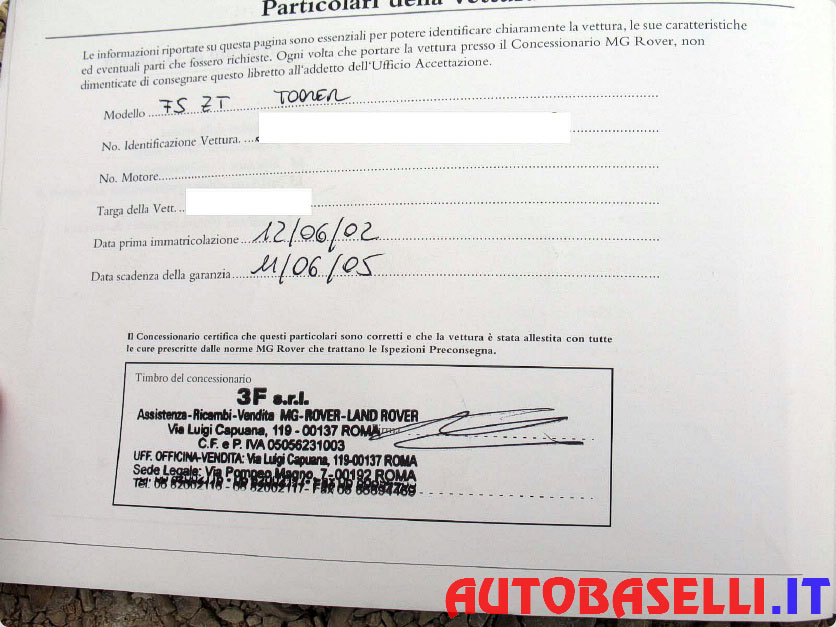 Particolari della vettura
Le informazioni riportate su questa pagina sono essenziali per potere identificare chiaramente la vettura, le sue caratteristiche
ed eventuali parti che fossero richieste. Ogni volta che portare la vettura presso il Concessionario MG Rover, non
dimenticate di consegnare questo libretto all'addetto dell'Ufficio Accettazione.
Modello 75 ZT TOURER
No. Identificazione Vettura.
No. Motore
Targa della Vett.
Data prima immatricolazione 12/06/02
Data scadenza della garanzia 11/06/05
Il Concessionario certifica che questi particolari sono corretti e che la vettura è stata allestita con tutte
le cure prescritte dalle norme MG Rover che trattano le Ispezioni Preconsegna.
Timbro del concessionario
3F s.r.l.
Assistenza-Ricambi-Vendita MG-ROVER-LAND ROVER
Via Luigi Capuana, 119 - 00137 ROMA
C.F. e P. IVA 05056231003
UFF. OFFICINA-VENDITA: Via Luigi Capuana, 119-00137 ROMA
Sede Legale: Via Pompeo Magno, 7-00192 ROMA
AUTOBASELLI.IT